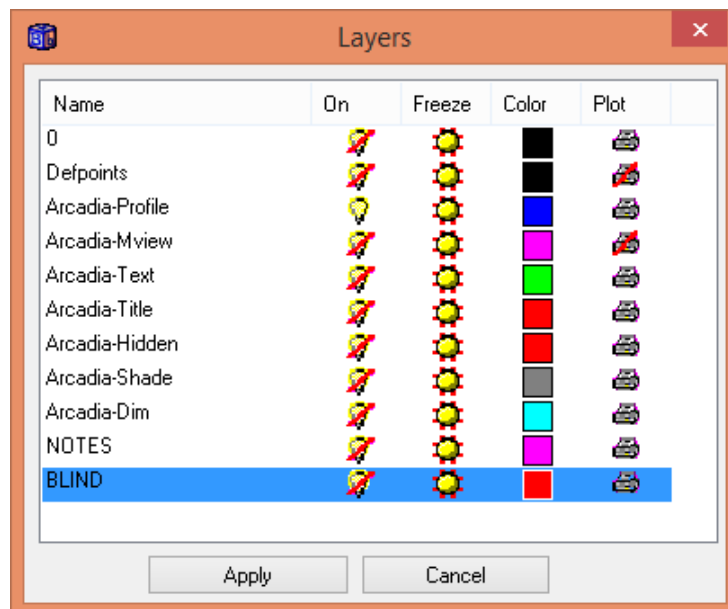 Layers
Name On Freeze Color Plot
0
Defpoints
Arcadia-Profile
Arcadia-Mview
Arcadia-Text
Arcadia-Title
Arcadia-Hidden
Arcadia-Shade
Arcadia-Dim
NOTES
BLIND
Apply Cancel